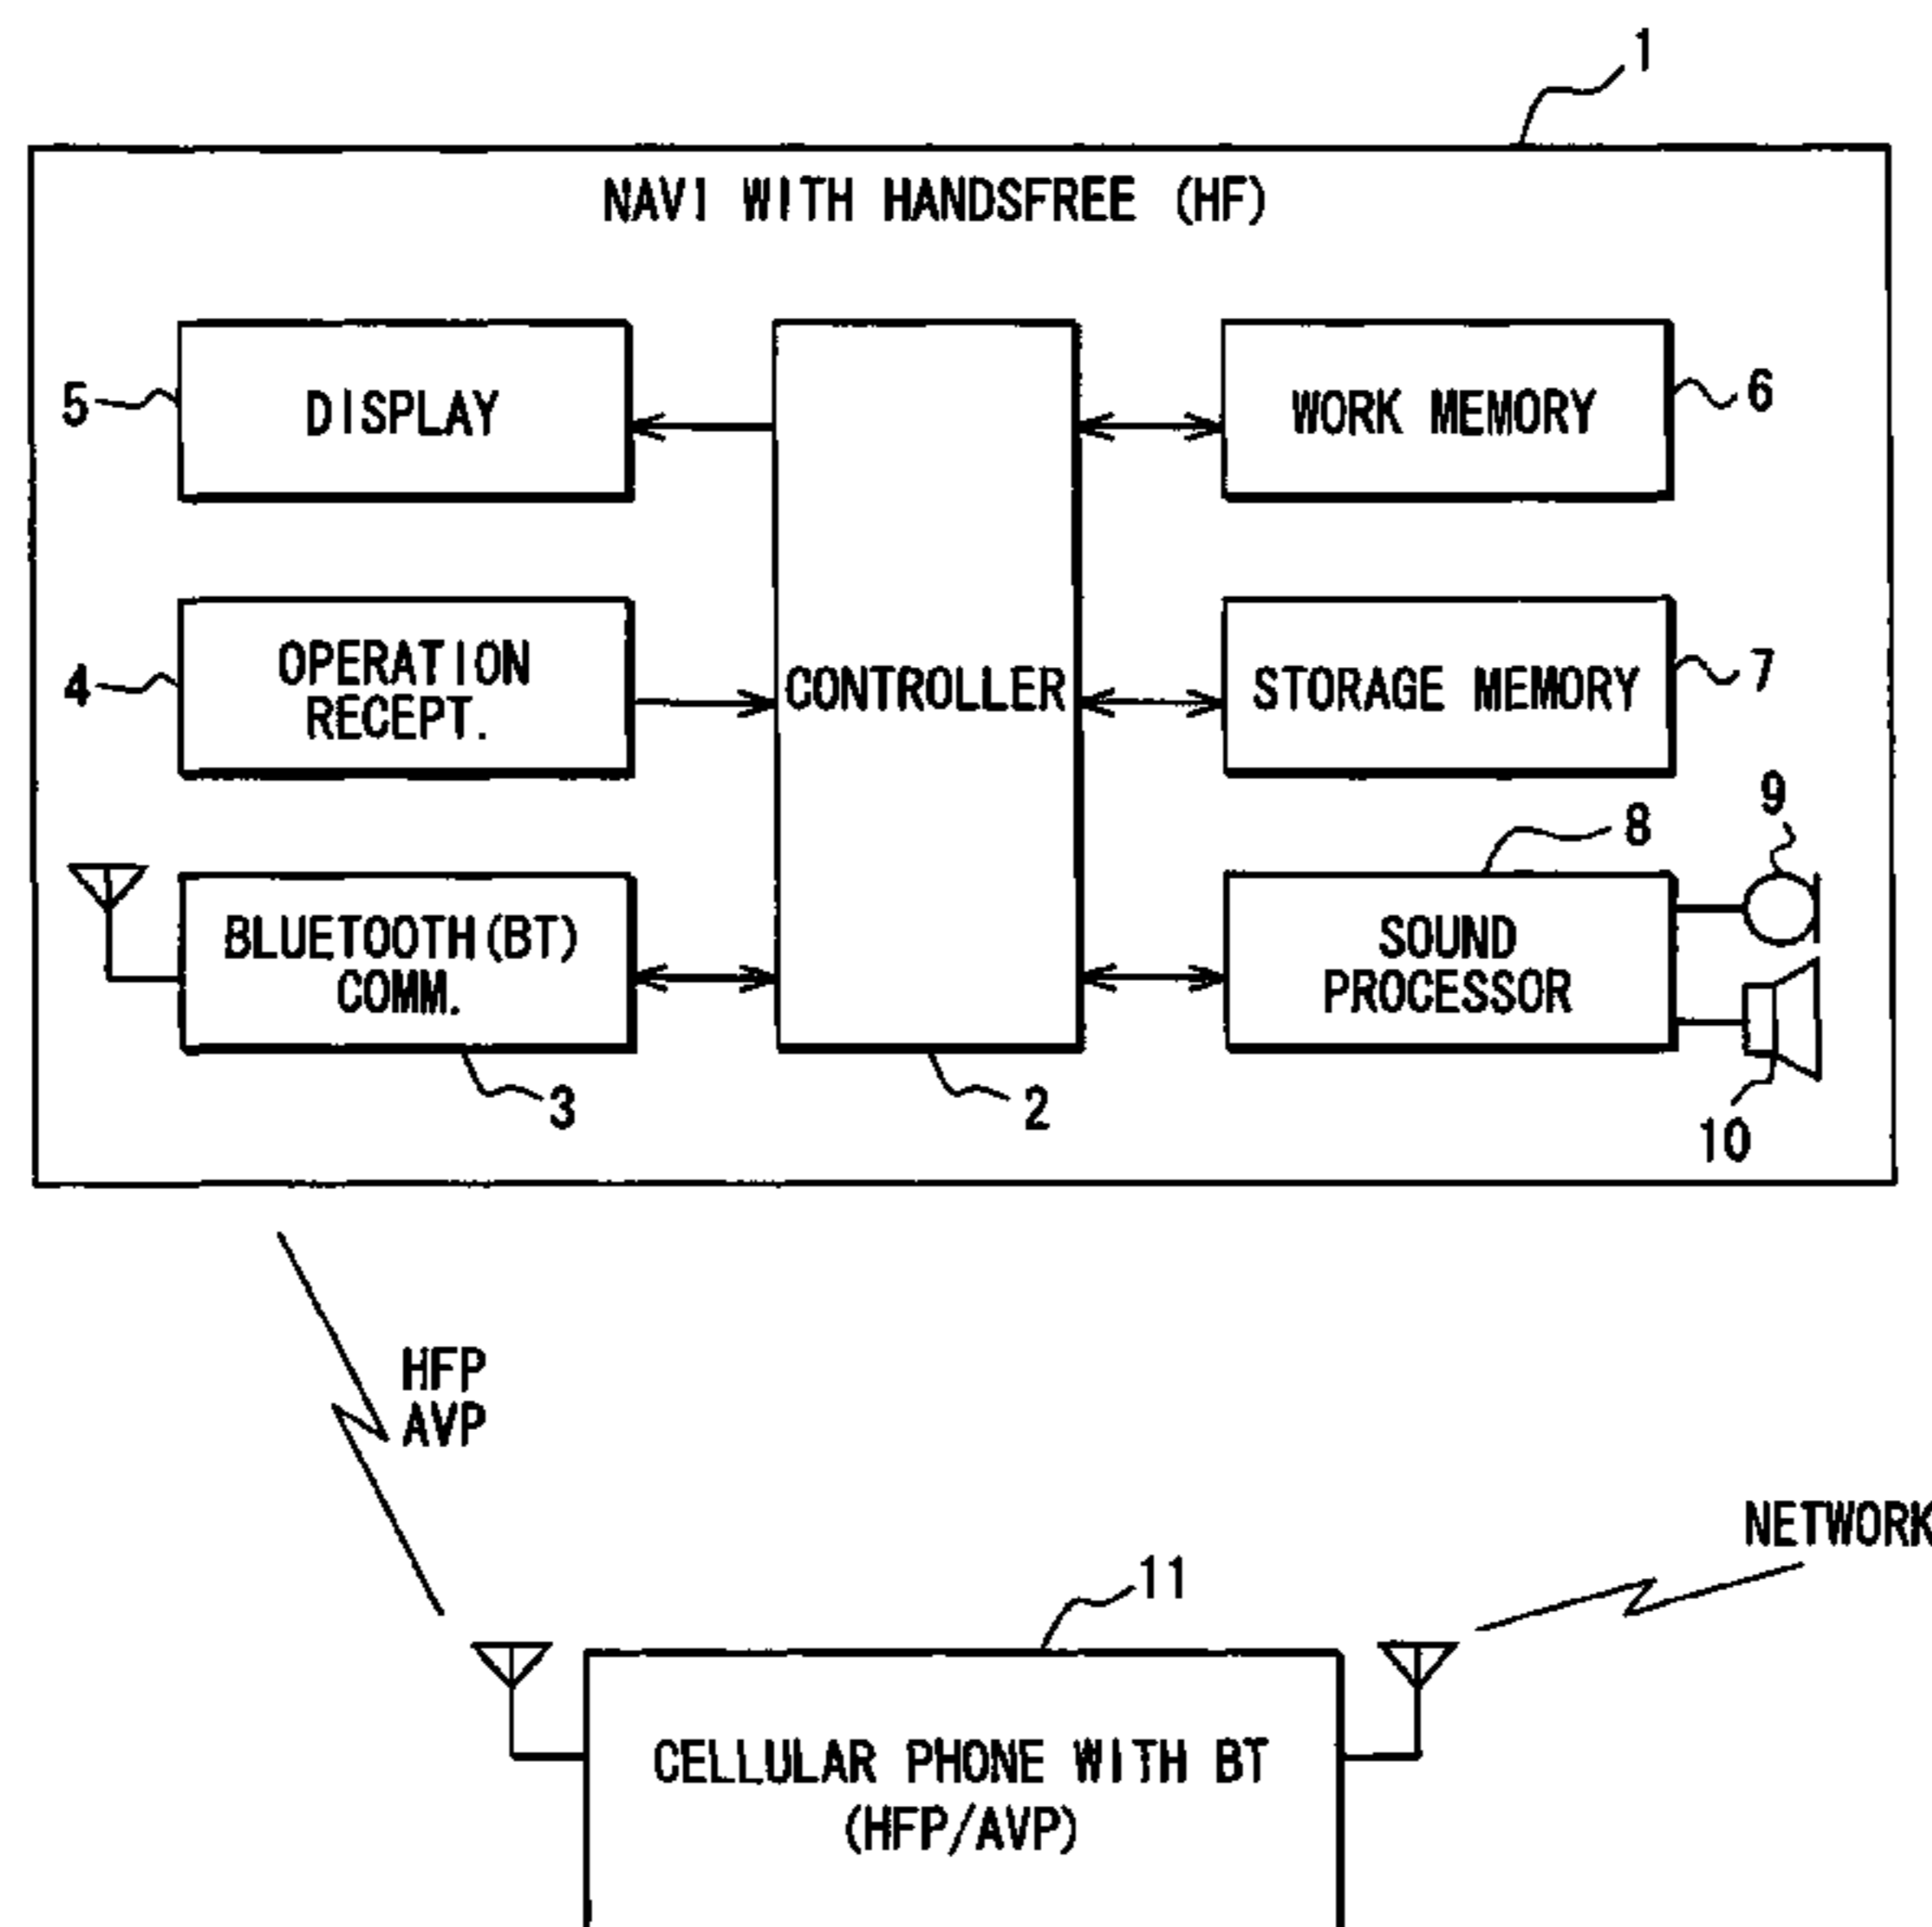 1
NAVI WITH HANDSFREE (HF)
5
DISPLAY
WORK MEMORY
6
4
OPERATION
RECEPT.
CONTROLLER
STORAGE MEMORY
7
9
8
BLUETOOTH(BT)
COMM.
SOUND
PROCESSOR
3
2
10
HFP
AVP
NETWORK
11
CELLULAR PHONE WITH BT
(HFP/AVP)